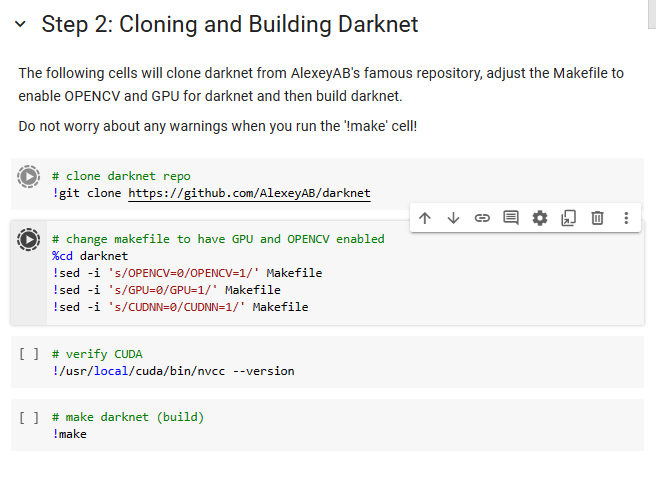 Step 2: Cloning and Building Darknet
The following cells will clone darknet from AlexeyAB's famous repository, adjust the Makefile to
enable OPENCV and GPU for darknet and then build darknet.
Do not worry about any warnings when you run the '!make' cell!
# clone darknet repo
!git clone https://github.com/AlexeyAB/darknet
# change makefile to have GPU and OPENCV enabled
%cd darknet
!sed -i 's/OPENCV=0/OPENCV=1/' Makefile
!sed -i 's/GPU=0/GPU=1/' Makefile
!sed -i 's/CUDNN=0/CUDNN=1/' Makefile
[ ] # verify CUDA
!/usr/local/cuda/bin/nvcc --version
[ ] # make darknet (build)
!make